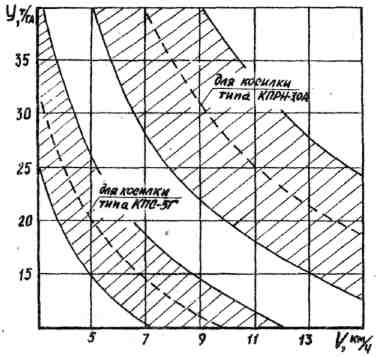 У, т/га
35
30
25
20
15
для косилки
типа КПРН-3,0А
для косилки
типа КПС-5Г
5 7 9 11 13 V, км/ч